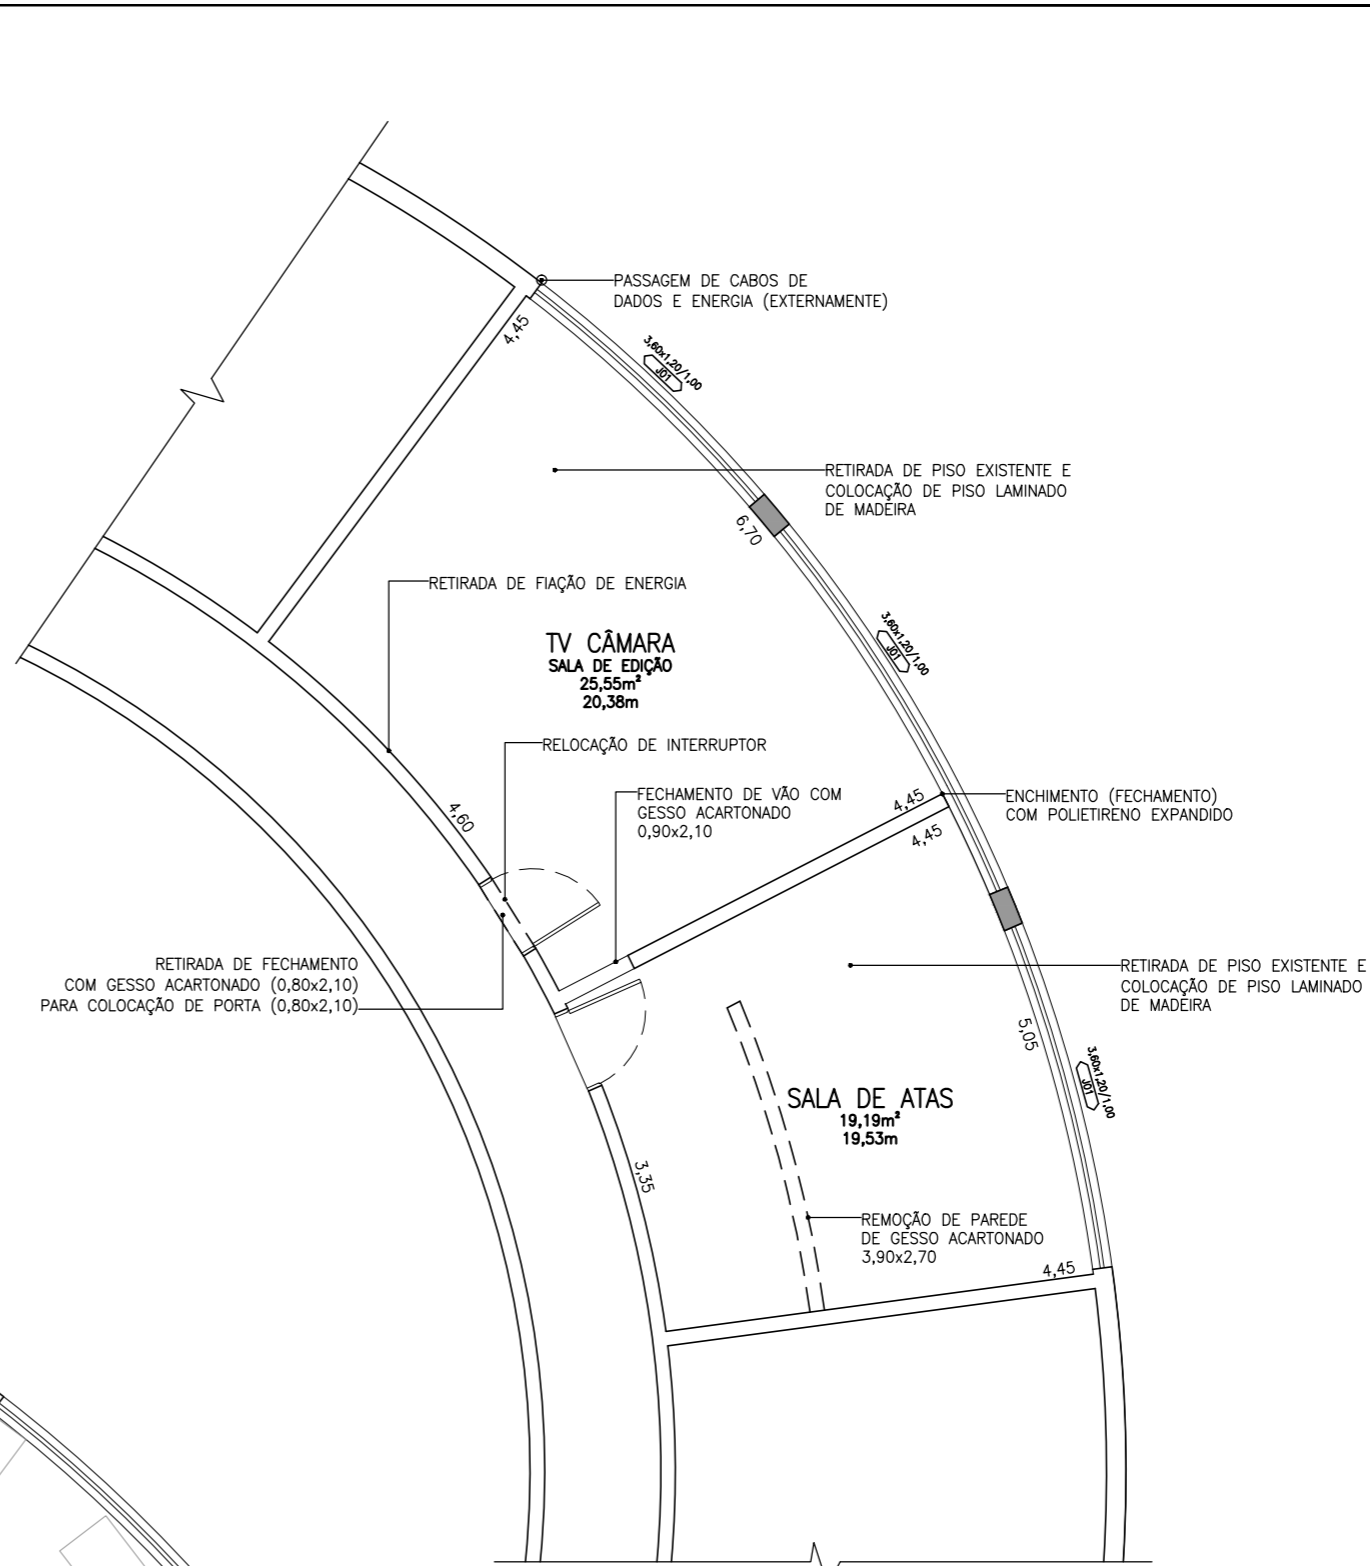 PASSAGEM DE CABOS DE
DADOS E ENERGIA (EXTERNAMENTE)
4,45
3,60x1,20/1,00
J01
RETIRADA DE PISO EXISTENTE E
COLOCAÇÃO DE PISO LAMINADO
DE MADEIRA
6,70
RETIRADA DE FIAÇÃO DE ENERGIA
3,60x1,20/1,00
J01
TV CÂMARA
SALA DE EDIÇÃO
25,55m²
20,38m
RELOCAÇÃO DE INTERRUPTOR
4,60
FECHAMENTO DE VÃO COM
GESSO ACARTONADO
0,90x2,10
4,45
4,45
ENCHIMENTO (FECHAMENTO)
COM POLIETIRENO EXPANDIDO
RETIRADA DE FECHAMENTO
COM GESSO ACARTONADO (0,80x2,10)
PARA COLOCAÇÃO DE PORTA (0,80x2,10)
RETIRADA DE PISO EXISTENTE E
COLOCAÇÃO DE PISO LAMINADO
DE MADEIRA
5,05
3,60x1,20/1,00
J01
SALA DE ATAS
19,19m²
19,53m
3,35
REMOÇÃO DE PAREDE
DE GESSO ACARTONADO
3,90x2,70
4,45